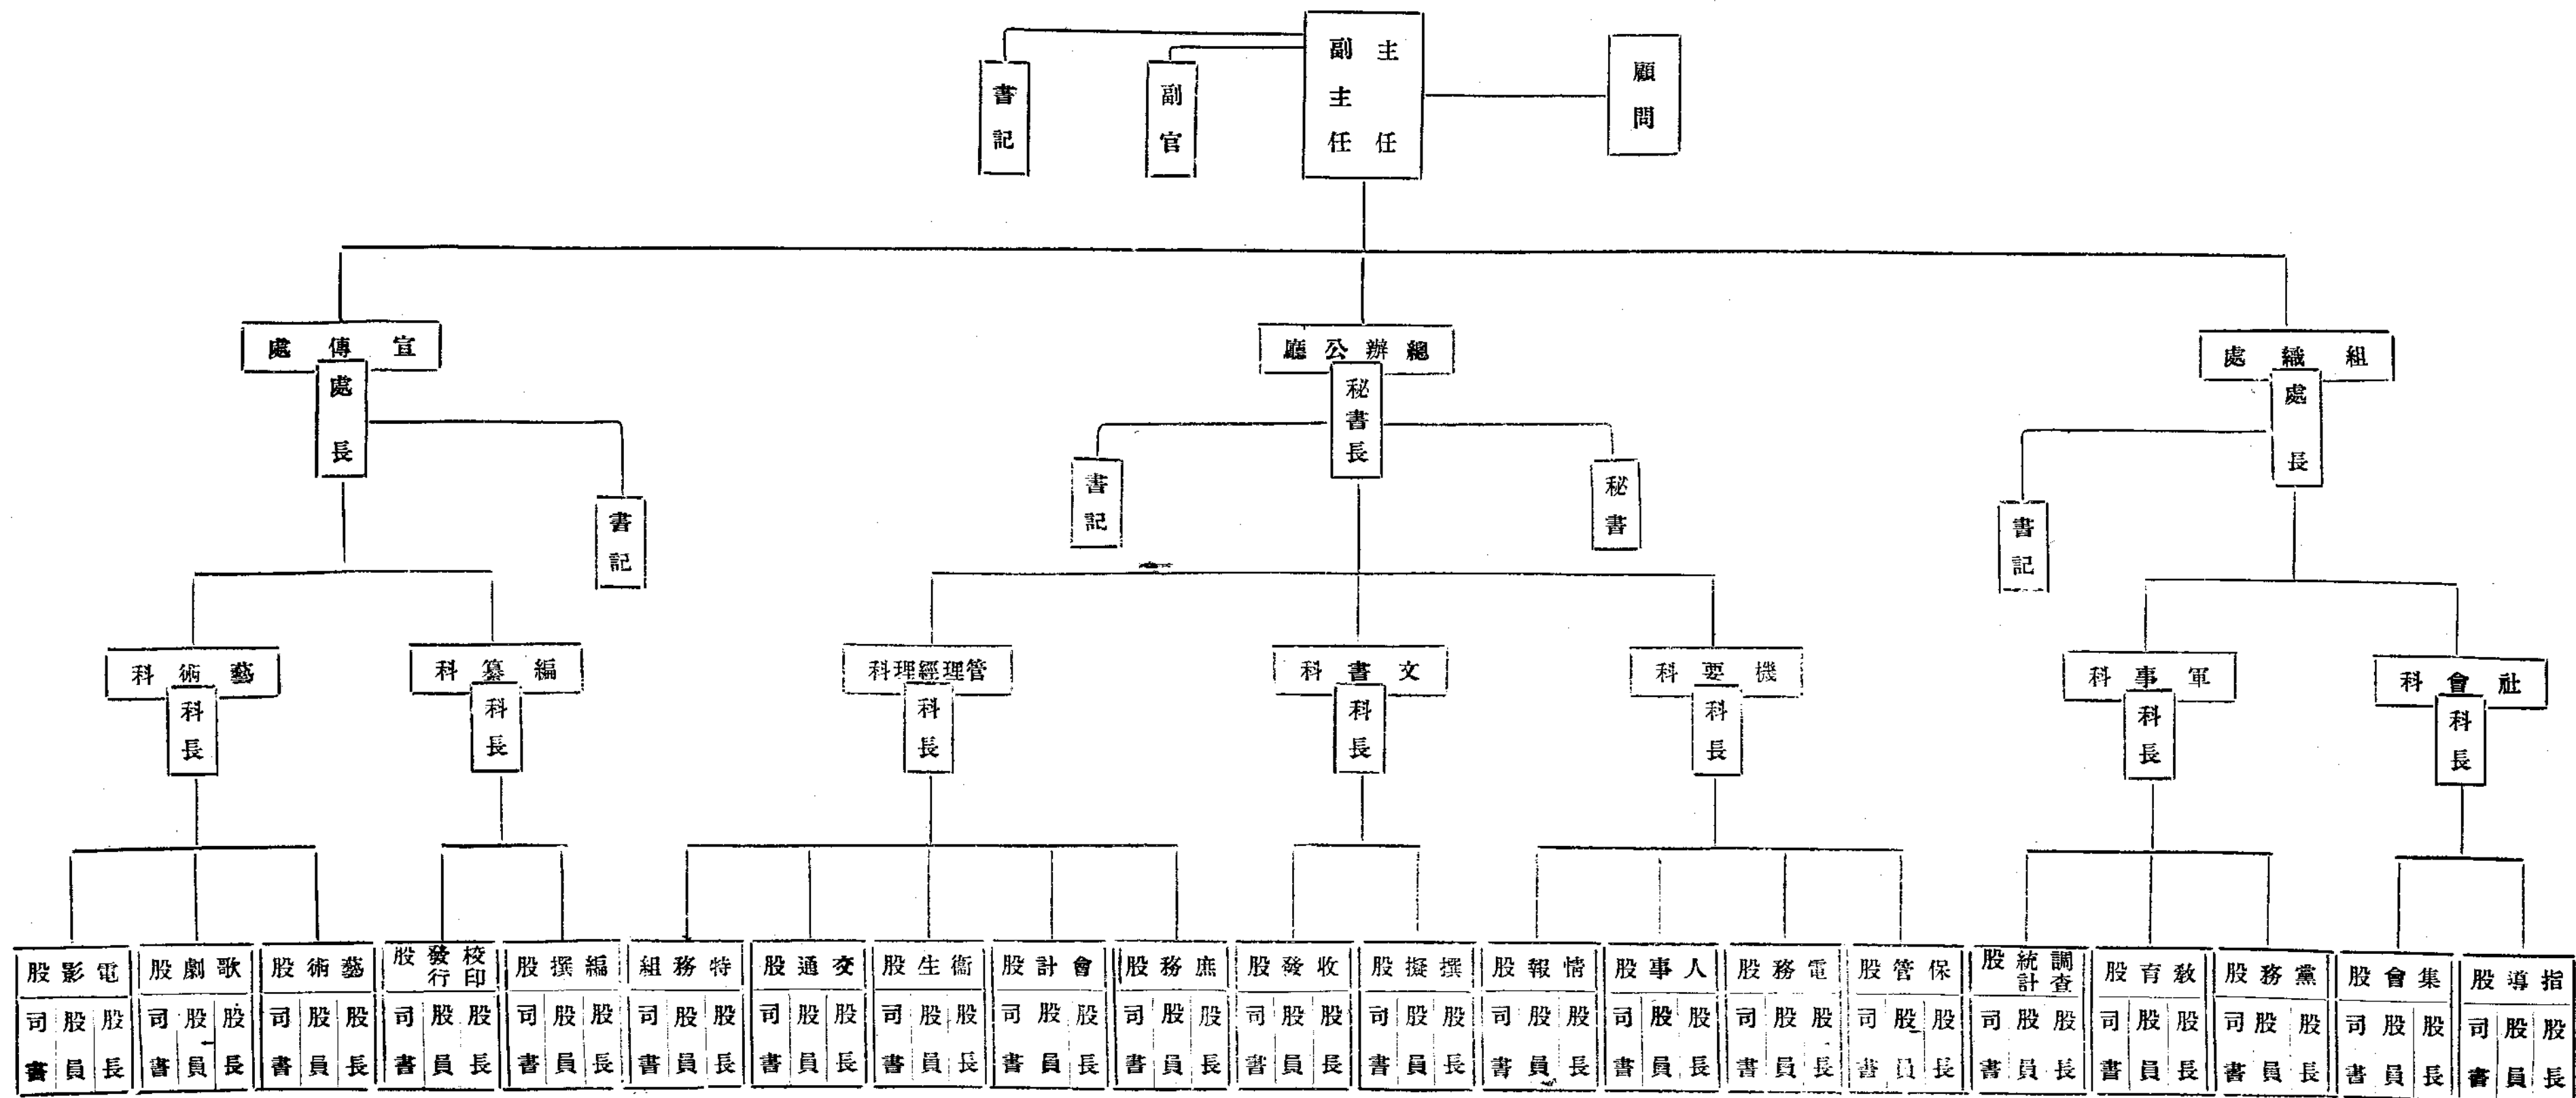 顧問
主任
副主任
副官
書記
組織處
處長
書記
總辦公廳
秘書長
秘書
書記
宣傳處
處長
書記
社會科
科長
軍事科
科長
機要科
科長
文書科
科長
管理經理科
科長
編纂科
科長
藝術科
科長
指導股
股長
股員
司書
集會股
股長
股員
司書
黨務股
股長
股員
司書
教育股
股長
股員
司書
調查統計股
股長
股員
司書
保管股
股長
股員
司書
電務股
股長
股員
司書
人事股
股長
股員
司書
情報股
股長
股員
司書
撰擬股
股長
股員
司書
收發股
股長
股員
司書
庶務股
股長
股員
司書
會計股
股長
股員
司書
衞生股
股長
股員
司書
交通股
股長
股員
司書
特務組
股長
股員
司書
編撰股
股長
股員
司書
校印發行股
股長
股員
司書
藝術股
股長
股員
司書
歌劇股
股長
股員
司書
電影股
股長
股員
司書